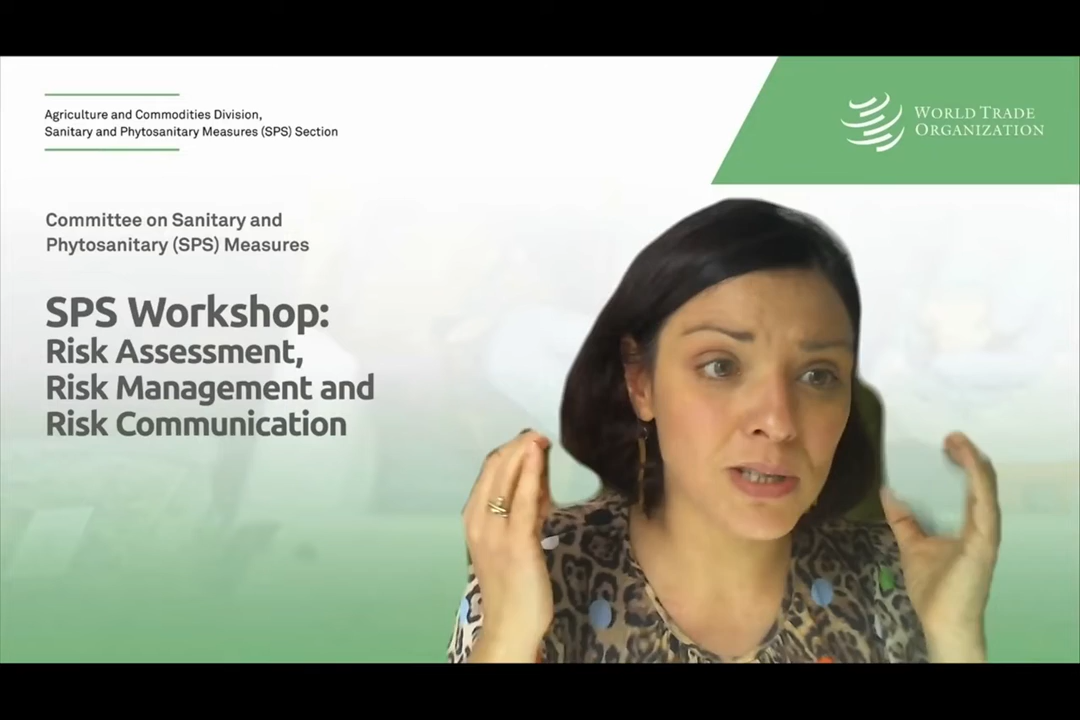 Agriculture and Commodities Division,
Sanitary and Phytosanitary Measures (SPS) Section
WORLD TRADE
ORGANIZATION
Committee on Sanitary and
Phytosanitary (SPS) Measures
SPS Workshop:
Risk Assessment,
Risk Management and
Risk Communication